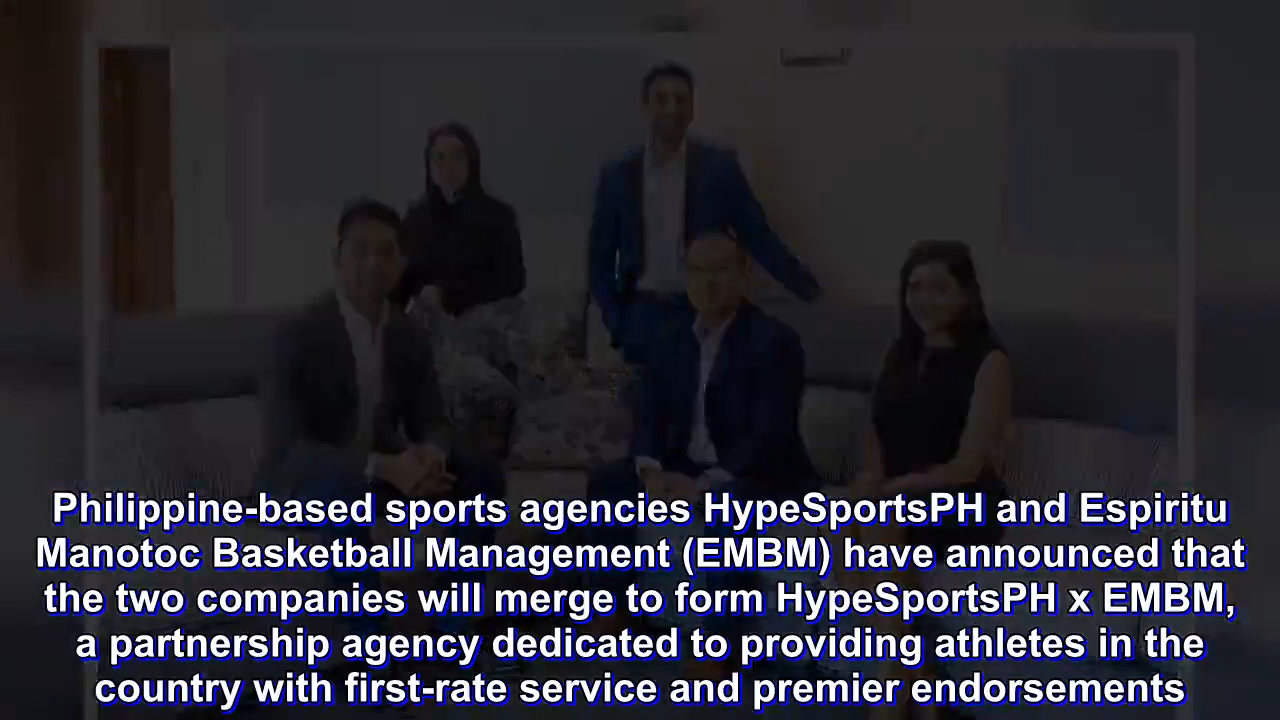 Philippine-based sports agencies HypeSportsPH and Espiritu
Manotoc Basketball Management (EMBM) have announced that
the two companies will merge to form HypeSportsPH x EMBM,
a partnership agency dedicated to providing athletes in the
country with first-rate service and premier endorsements